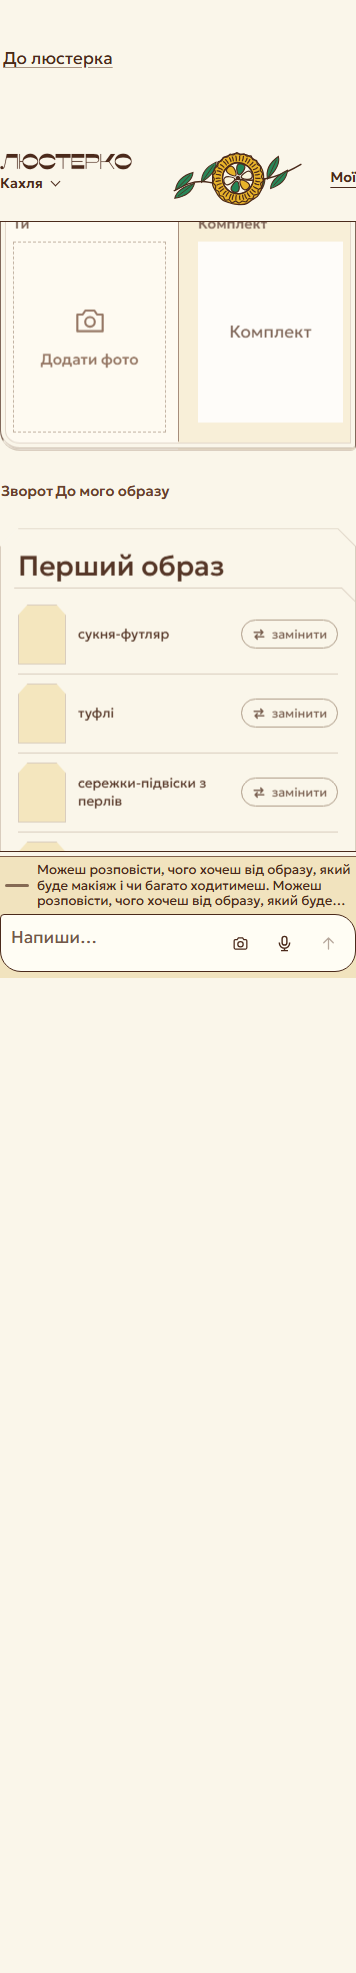 До люстерка
ЛЮСТЕРКО
Кахля
Мої
Ти
Комплект
Додати фото
Комплект
Зворот До мого образу
Перший образ
сукня-футляр
замінити
туфлі
замінити
сережки-підвіски з
перлів
замінити
Можеш розповісти, чого хочеш від образу, який
буде макіяж і чи багато ходитимеш. Можеш
розповісти, чого хочеш від образу, який буде…
Напиши…